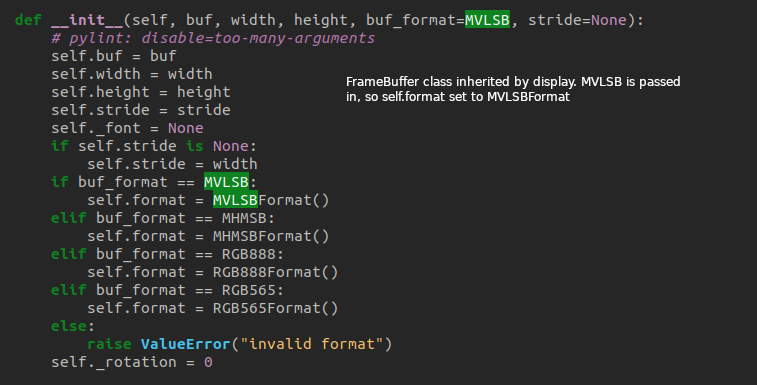 def __init__(self, buf, width, height, buf_format=MVLSB, stride=None):
    # pylint: disable=too-many-arguments
    self.buf = buf
    self.width = width
    self.height = height
    self.stride = stride
    self._font = None
    if self.stride is None:
        self.stride = width
    if buf_format == MVLSB:
        self.format = MVLSBFormat()
    elif buf_format == MHMSB:
        self.format = MHMSBFormat()
    elif buf_format == RGB888:
        self.format = RGB888Format()
    elif buf_format == RGB565:
        self.format = RGB565Format()
    else:
        raise ValueError("invalid format")
    self._rotation = 0
FrameBuffer class inherited by display. MVLSB is passed
in, so self.format set to MVLSBFormat